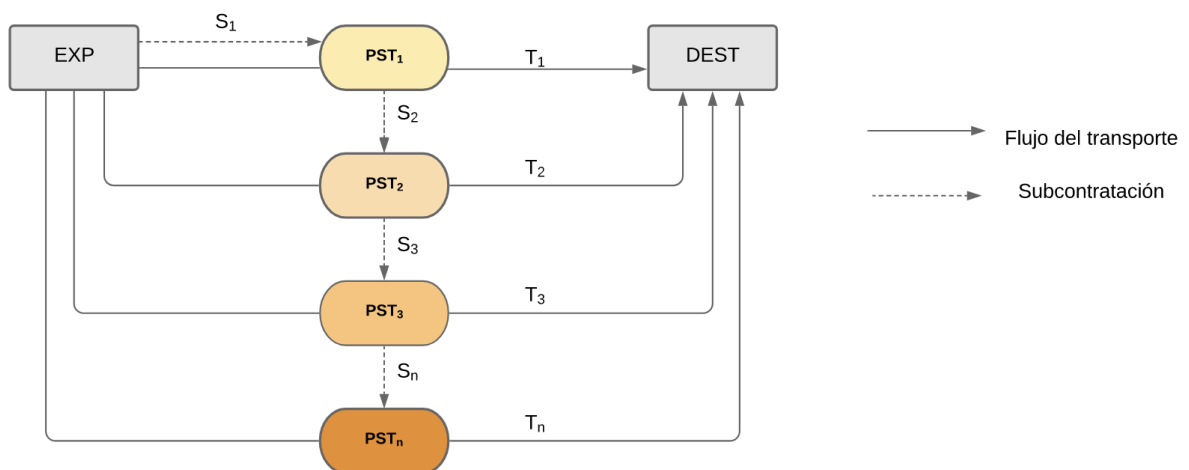 S₁
EXP
PST₁
T₁
DEST
S₂
Flujo del transporte
PST₂
T₂
Subcontratación
S₃
PST₃
T₃
Sₙ
PSTₙ
Tₙ